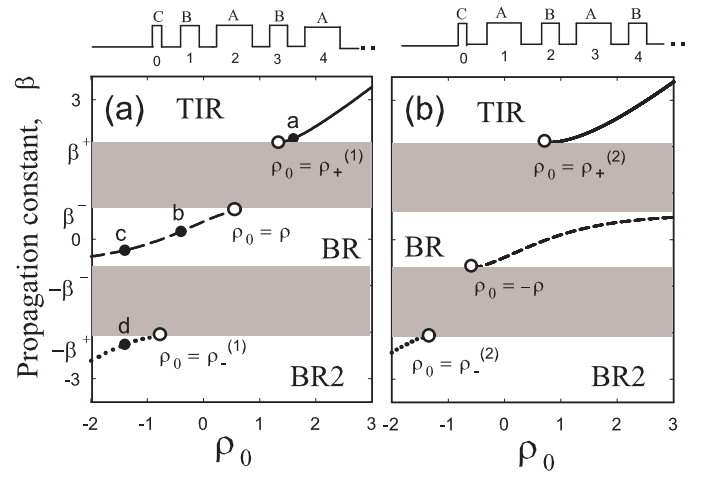 C B A B A
0 1 2 3 4
C A B A B
0 1 2 3 4
Propagation constant, β
3
β⁺
β⁻
0
−β⁻
−β⁺
-3
(a)
TIR
a
ρ₀ = ρ₊⁽¹⁾
b
c
ρ₀ = ρ
BR
d
ρ₀ = ρ₋⁽¹⁾
BR2
-2 -1 0 1 2 3
ρ₀
(b)
TIR
ρ₀ = ρ₊⁽²⁾
BR
ρ₀ = −ρ
ρ₀ = ρ₋⁽²⁾
BR2
-2 -1 0 1 2 3
ρ₀